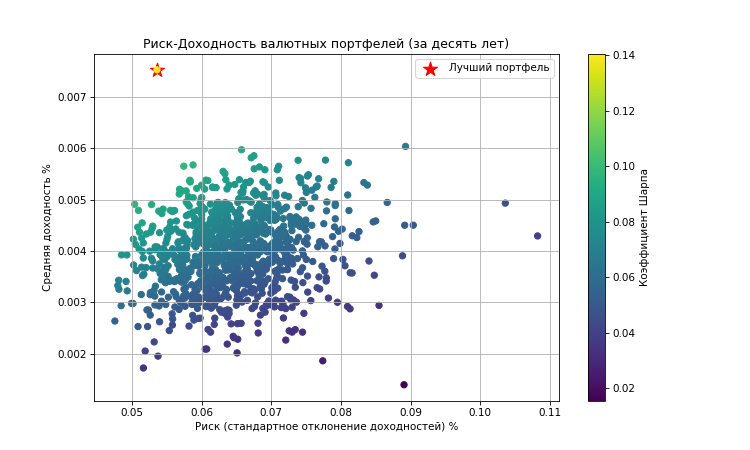 Риск-Доходность валютных портфелей (за десять лет)
Лучший портфель
Средняя доходность %
0.007
0.006
0.005
0.004
0.003
0.002
0.05 0.06 0.07 0.08 0.09 0.10 0.11
Риск (стандартное отклонение доходностей) %
0.14
0.12
0.10
0.08
0.06
0.04
0.02
Коэффициент Шарпа